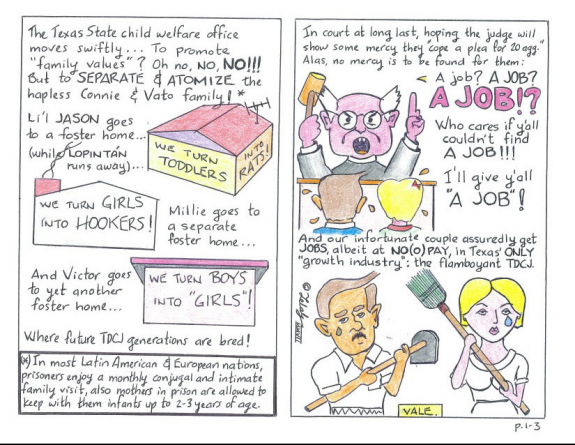 The Texas State child welfare office
moves swiftly... To promote
"family values"? Oh no, NO, NO!!!
But to SEPARATE & ATOMIZE the
hapless Connie & Vato family!*
Li'l JASON goes
to a foster home...
(while LOPINTÁN
runs away)...
WE TURN
TODDLERS
INTO
RATS!
WE TURN GIRLS
INTO HOOKERS!
Millie goes to
a separate
foster home...
And Victor goes
to yet another
foster home...
WE TURN BOYS
INTO "GIRLS"!
Where future TDCJ generations are bred!
(*) In most Latin American & European nations,
prisoners enjoy a monthly conjugal and intimate
family visit, also mothers in prison are allowed to
keep with them infants up to 2-3 years of age.
In court at long last, hoping the judge will
show some mercy they "cope a plea for 20 agg."
Alas, no mercy is to be found for them:
A job? A JOB?
A JOB!?
Who cares if y'all
couldn't find
A JOB!!!
I'll give y'all
"A JOB"!
And our infortunate couple assuredly get
JOBS, albeit at NO(0) PAY, in Texas' ONLY
"growth industry": the flamboyant TDCJ.
VALE.
p.1-3